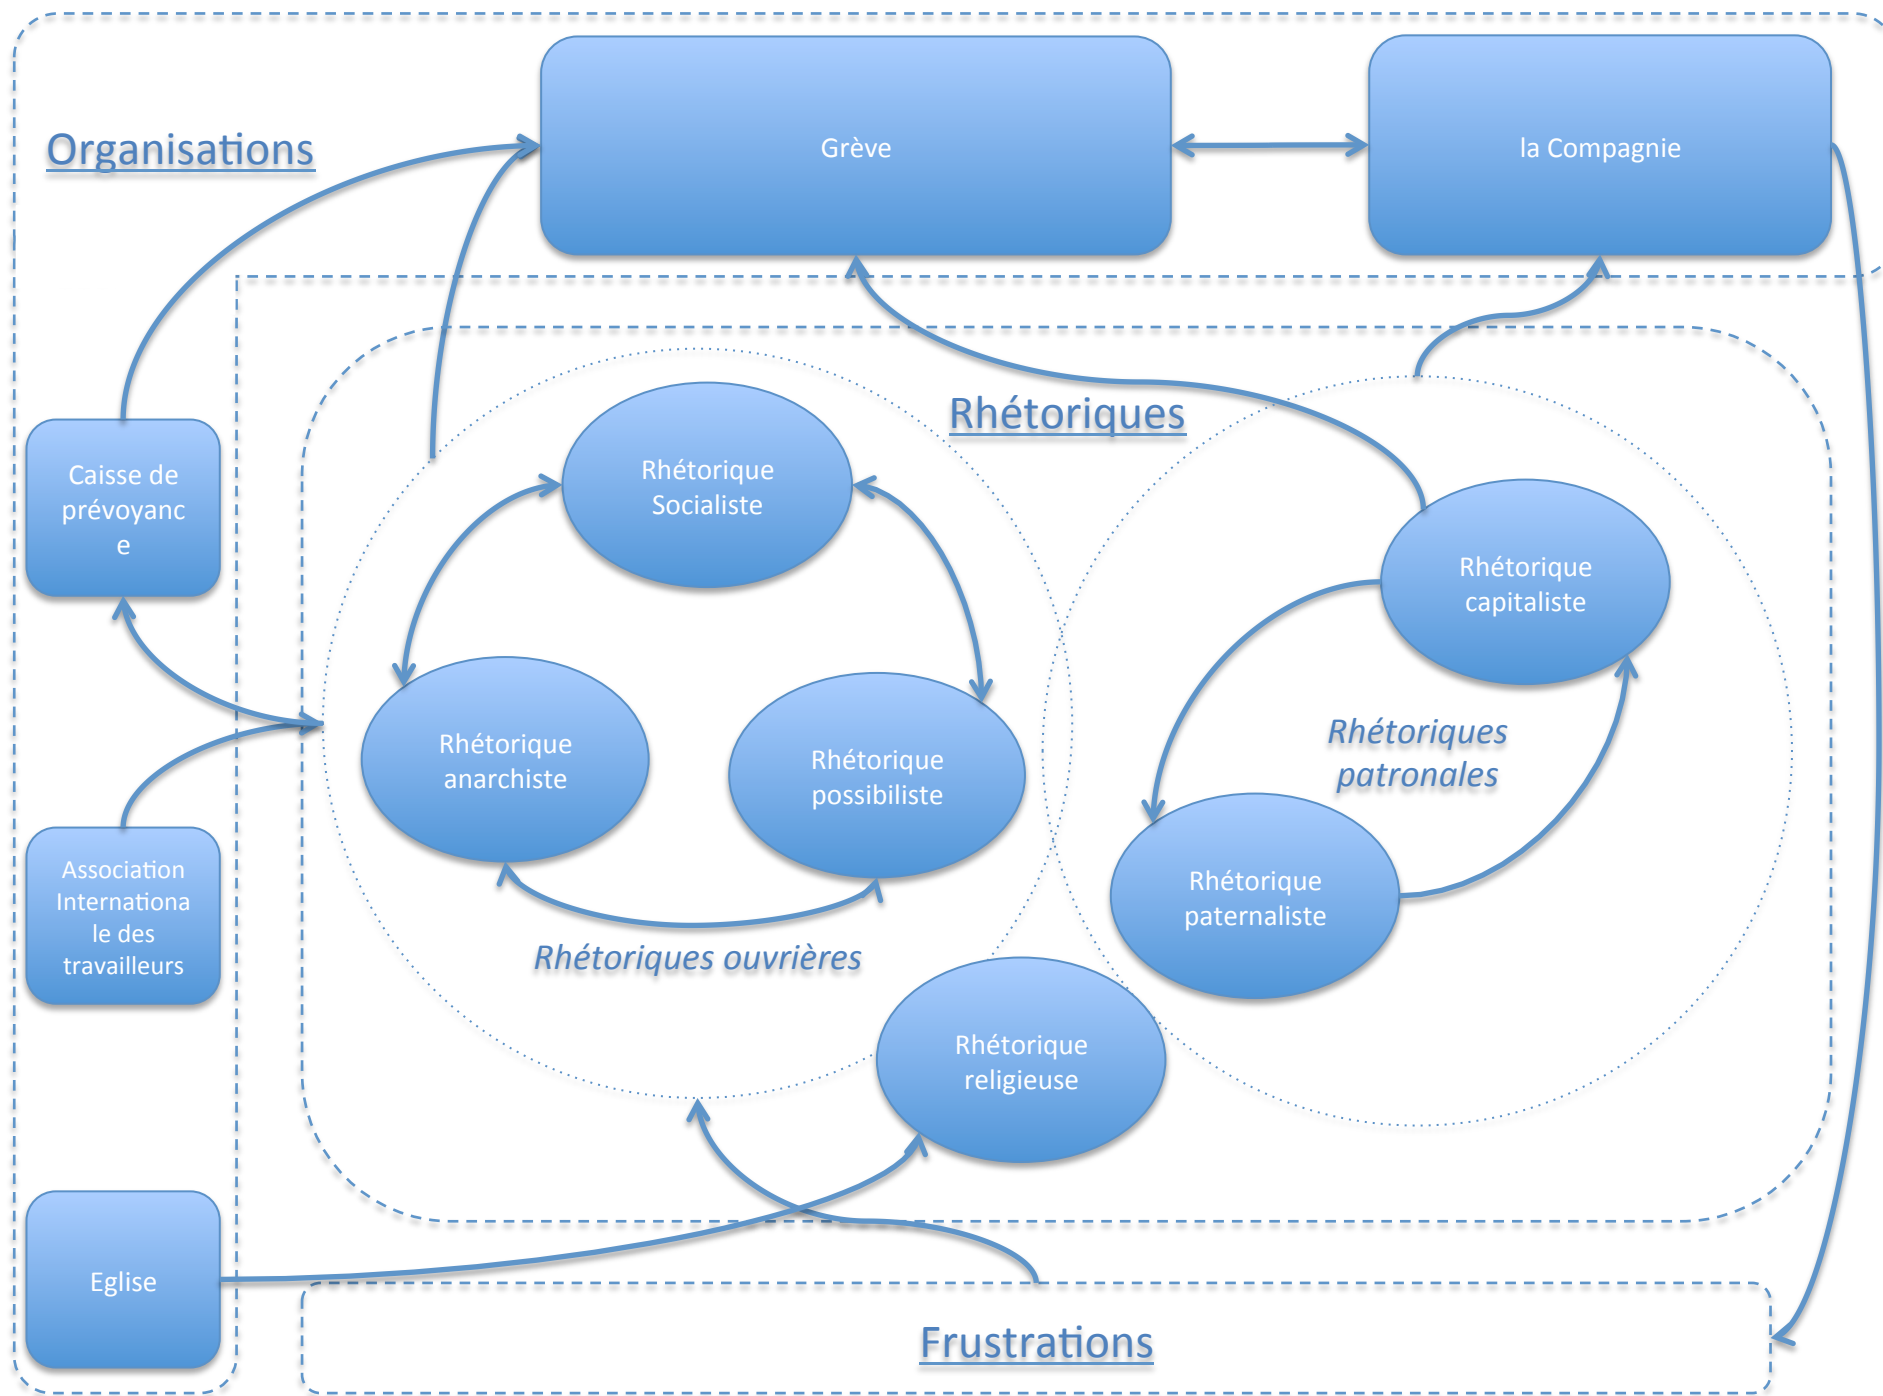 Organisations
Grève
la Compagnie
Rhétoriques
Caisse de
prévoyanc
e
Rhétorique
Socialiste
Rhétorique
capitaliste
Rhétorique
anarchiste
Rhétorique
possibiliste
Rhétoriques
patronales
Association
Internationa
le des
travailleurs
Rhétorique
paternaliste
Rhétoriques ouvrières
Rhétorique
religieuse
Eglise
Frustrations